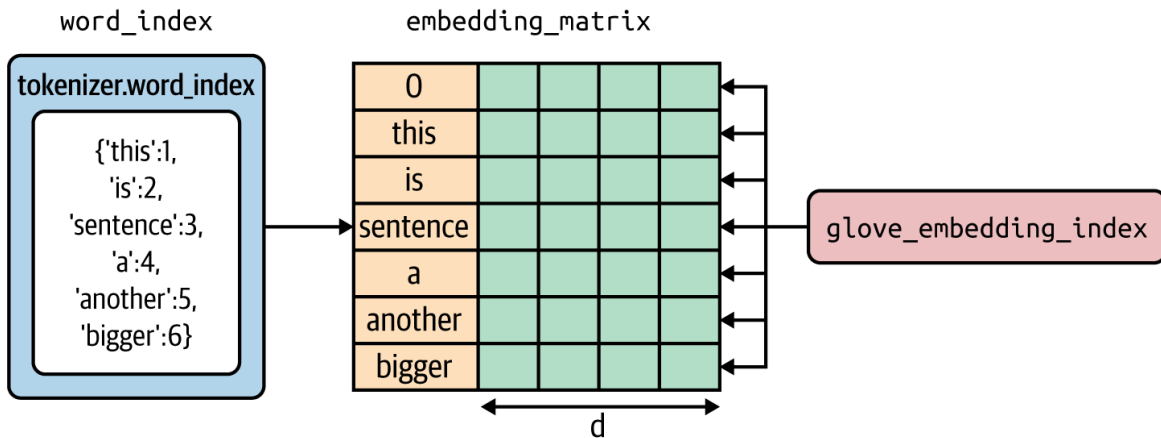 word_index
embedding_matrix
tokenizer.word_index
{'this':1,
'is':2,
'sentence':3,
'a':4,
'another':5,
'bigger':6}
0
this
is
sentence
a
another
bigger
d
glove_embedding_index